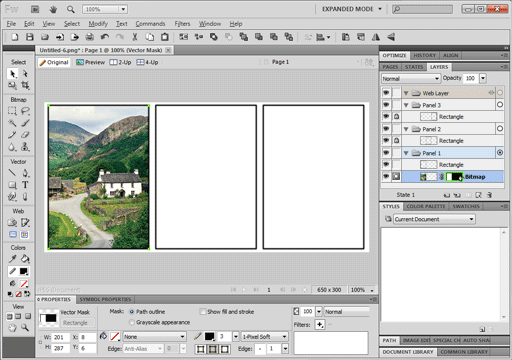 Fw
100%
EXPANDED MODE
File Edit View Select Modify Text Commands Filters Window Help
Untitled-6.png* : Page 1 @ 100% (Vector Mask)
Original Preview 2-Up 4-Up Page 1
Select
Bitmap
Vector
Web
Colors
View
OPTIMIZE HISTORY ALIGN
PAGES STATES LAYERS
Normal Opacity 100
Web Layer
Panel 3
Rectangle
Panel 2
Rectangle
Panel 1
Rectangle
Bitmap
State 1
STYLES COLOR PALETTE SWATCHES
Current Document
1 650 x 300 100%
PROPERTIES SYMBOL PROPERTIES
Vector Mask
Rectangle
Mask: Path outline
Grayscale appearance
Show fill and stroke
100 Normal
Filters:
W: 201 X: 8
H: 287 Y: 6
None
Edge: Anti-Alias 0
3 1-Pixel Soft
Edge: 1
PATH IMAGE EDIT SPECIAL CH AUTO SHA
DOCUMENT LIBRARY COMMON LIBRARY